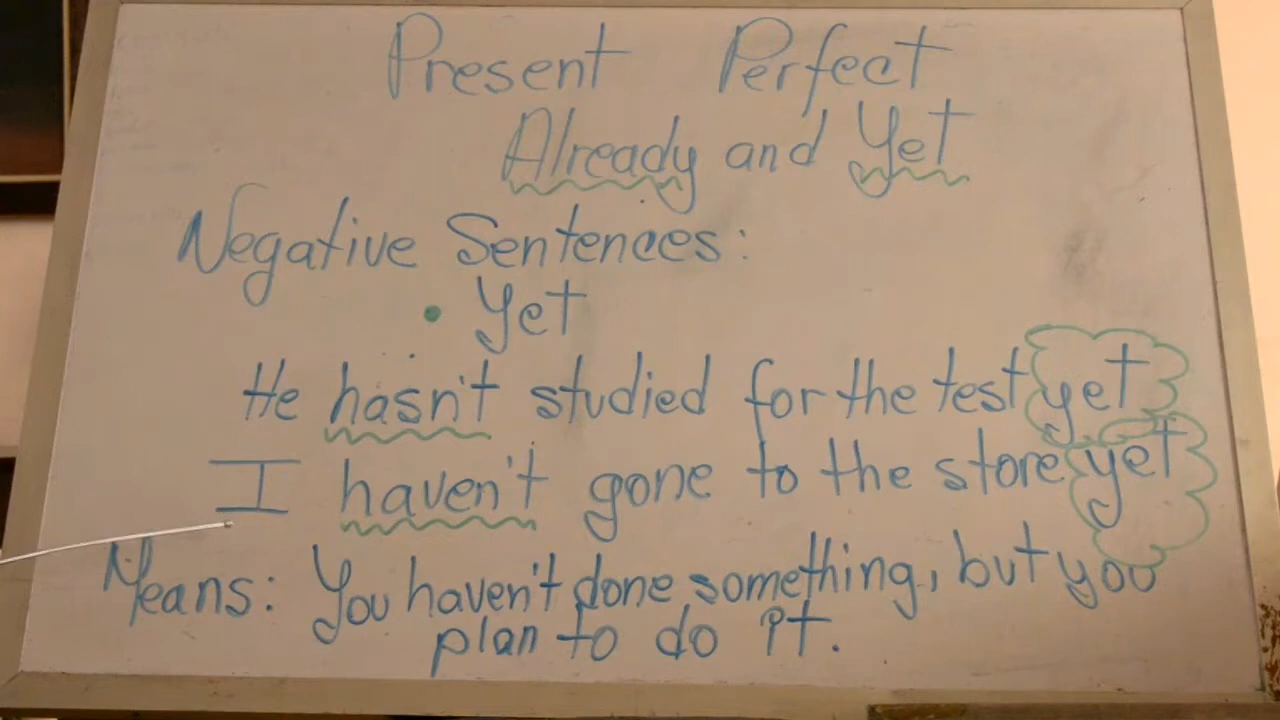 Present Perfect
Already and Yet
Negative Sentences:
• Yet
He hasn't studied for the test yet
I haven't gone to the store yet
Means: You haven't done something, but you
plan to do it.